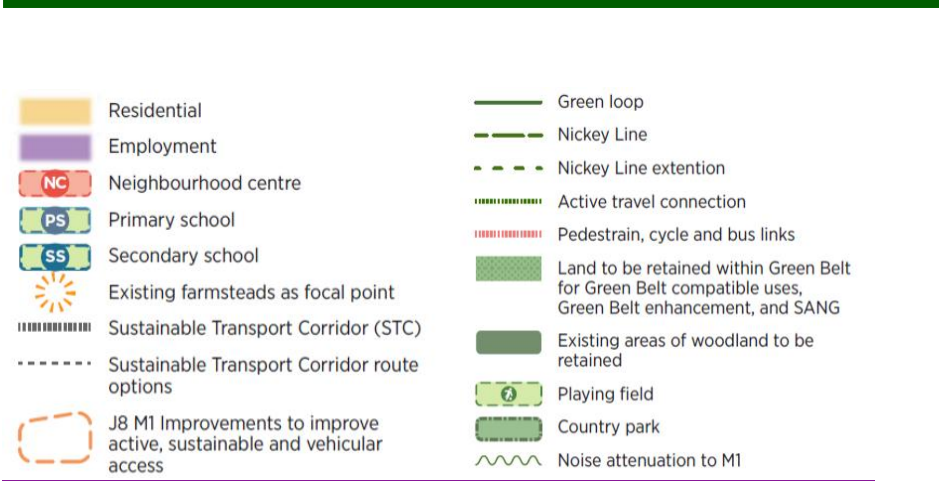 Residential
Employment
NC
Neighbourhood centre
PS
Primary school
SS
Secondary school
Existing farmsteads as focal point
Sustainable Transport Corridor (STC)
Sustainable Transport Corridor route
options
J8 M1 Improvements to improve
active, sustainable and vehicular
access
Green loop
Nickey Line
Nickey Line extention
Active travel connection
Pedestrain, cycle and bus links
Land to be retained within Green Belt
for Green Belt compatible uses,
Green Belt enhancement, and SANG
Existing areas of woodland to be
retained
Playing field
Country park
Noise attenuation to M1